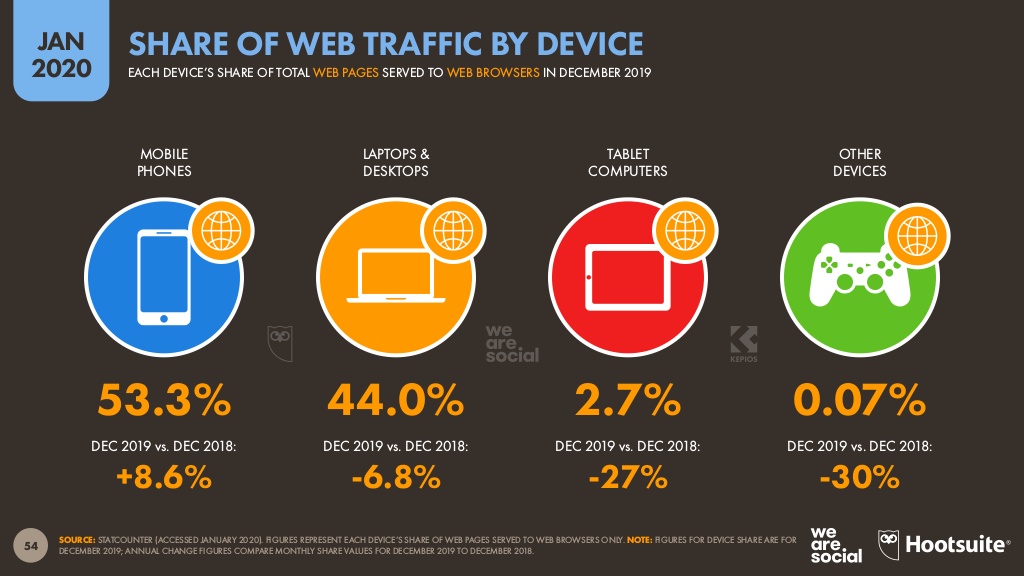 JAN
2020
SHARE OF WEB TRAFFIC BY DEVICE
EACH DEVICE'S SHARE OF TOTAL WEB PAGES SERVED TO WEB BROWSERS IN DECEMBER 2019
MOBILE
PHONES
LAPTOPS &
DESKTOPS
TABLET
COMPUTERS
OTHER
DEVICES
we
are
social
KEPIOS
53.3%
44.0%
2.7%
0.07%
DEC 2019 vs. DEC 2018:
DEC 2019 vs. DEC 2018:
DEC 2019 vs. DEC 2018:
DEC 2019 vs. DEC 2018:
+8.6%
-6.8%
-27%
-30%
54
SOURCE: STATCOUNTER (ACCESSED JANUARY 2020). FIGURES REPRESENT EACH DEVICE'S SHARE OF WEB PAGES SERVED TO WEB BROWSERS ONLY. NOTE: FIGURES FOR DEVICE SHARE ARE FOR
DECEMBER 2019; ANNUAL CHANGE FIGURES COMPARE MONTHLY SHARE VALUES FOR DECEMBER 2019 TO DECEMBER 2018.
we
are
social
Hootsuite®